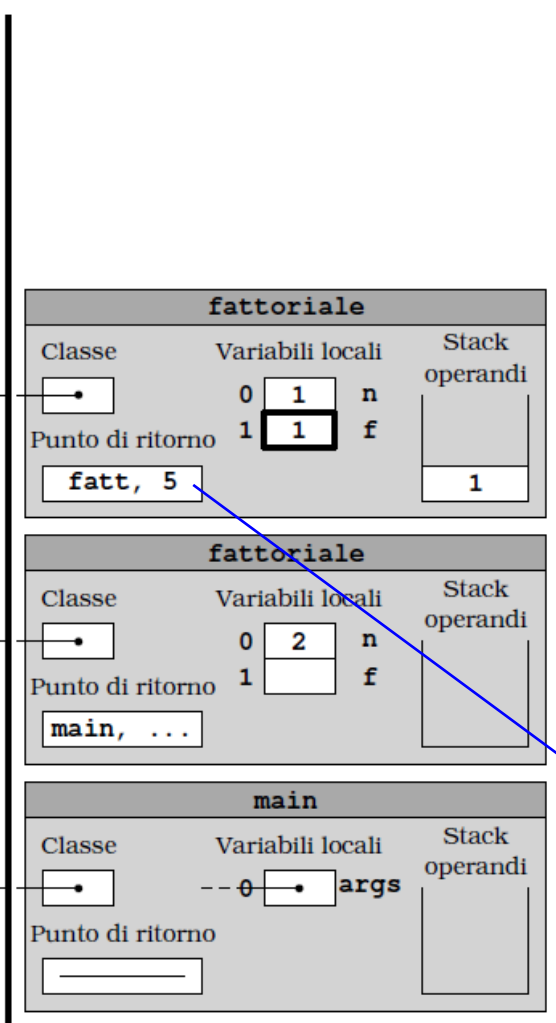 fattoriale
Classe Variabili locali Stack operandi
0 1 n
1 1 f
Punto di ritorno
fatt, 5 1
fattoriale
Classe Variabili locali Stack operandi
0 2 n
1 f
Punto di ritorno
main, ...
main
Classe Variabili locali Stack operandi
0 args
Punto di ritorno